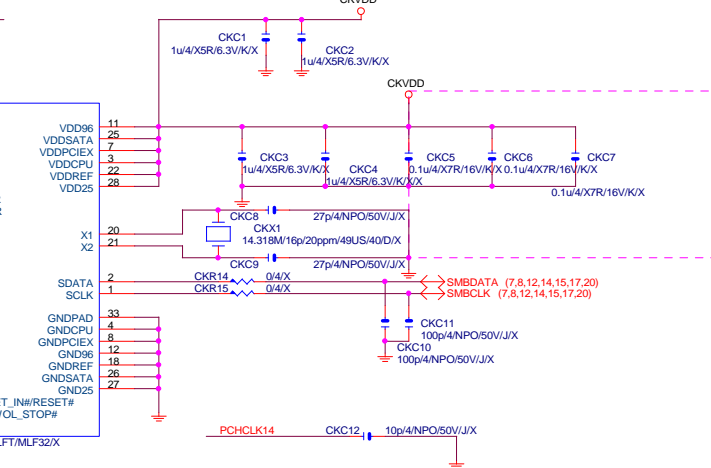 CKVDD
CKC1
1u/4/X5R/6.3V/K/X
CKC2
1u/4/X5R/6.3V/K/X
CKVDD
VDD96 11
VDDSATA 25
VDDPCIEX 7
VDDCPU 3
VDDREF 22
VDD25 28
CKC3
1u/4/X5R/6.3V/K/X
CKC4
1u/4/X5R/6.3V/K/X
CKC5
0.1u/4/X7R/16V/K/X
CKC6
0.1u/4/X7R/16V/K/X
CKC7
0.1u/4/X7R/16V/K/X
X1 20
X2 21
CKC8
27p/4/NPO/50V/J/X
CKX1
14.318M/16p/20ppm/49US/40/D/X
CKC9
27p/4/NPO/50V/J/X
SDATA 2
SCLK 1
CKR14 0/4/X
CKR15 0/4/X
SMBDATA (7,8,12,14,15,17,20)
SMBCLK (7,8,12,14,15,17,20)
GNDPAD 33
GNDCPU 4
GNDPCIEX 8
GND96 12
GNDREF 18
GNDSATA 26
GND25 27
CKC11
100p/4/NPO/50V/J/X
CKC10
100p/4/NPO/50V/J/X
ET_IN#/RESET#
/OL_STOP#
LFT/MLF32/X
PCHCLK14
CKC12
10p/4/NPO/50V/J/X